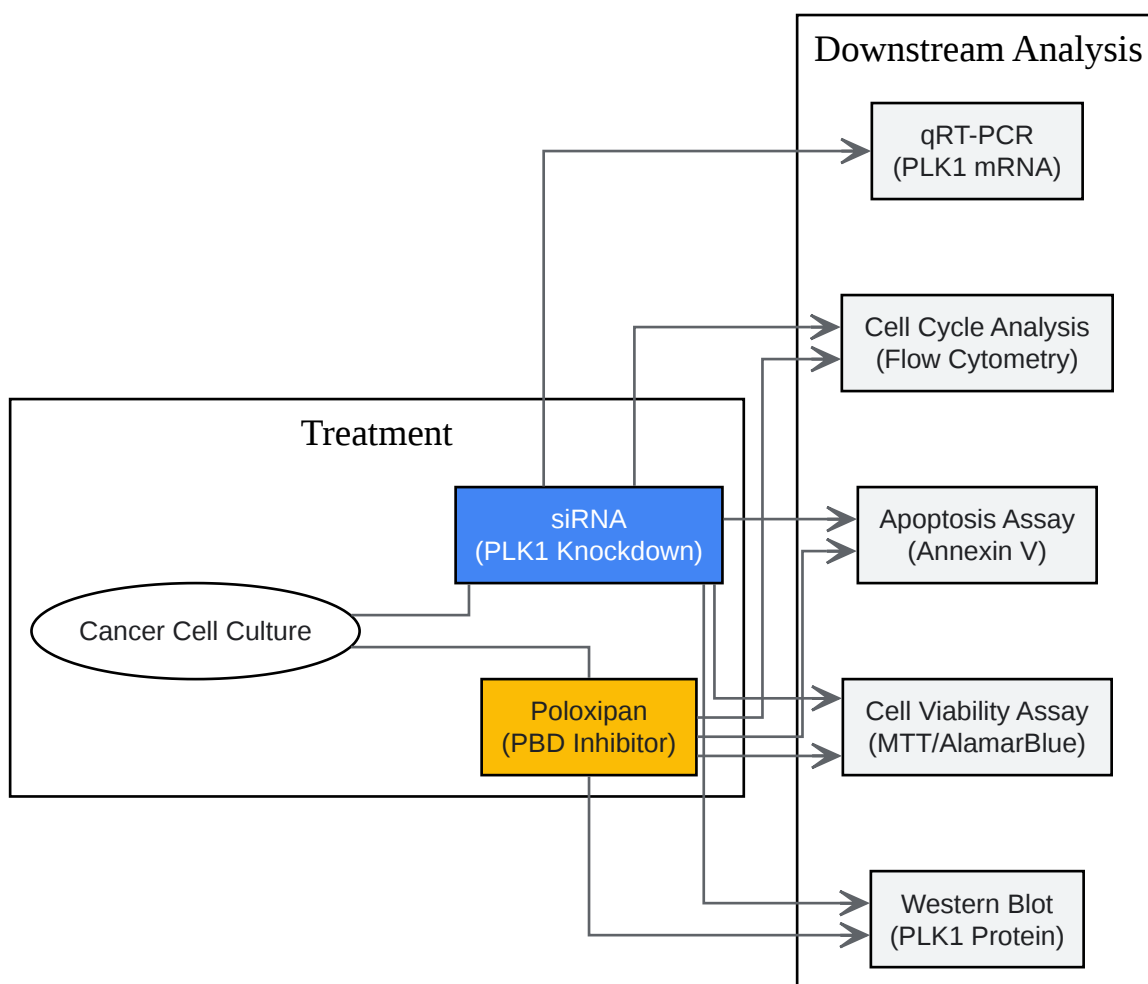 Downstream Analysis
qRT-PCR
(PLK1 mRNA)
Cell Cycle Analysis
(Flow Cytometry)
Treatment
siRNA
(PLK1 Knockdown)
Apoptosis Assay
(Annexin V)
Cancer Cell Culture
Poloxipan
(PBD Inhibitor)
Cell Viability Assay
(MTT/AlamarBlue)
Western Blot
(PLK1 Protein)